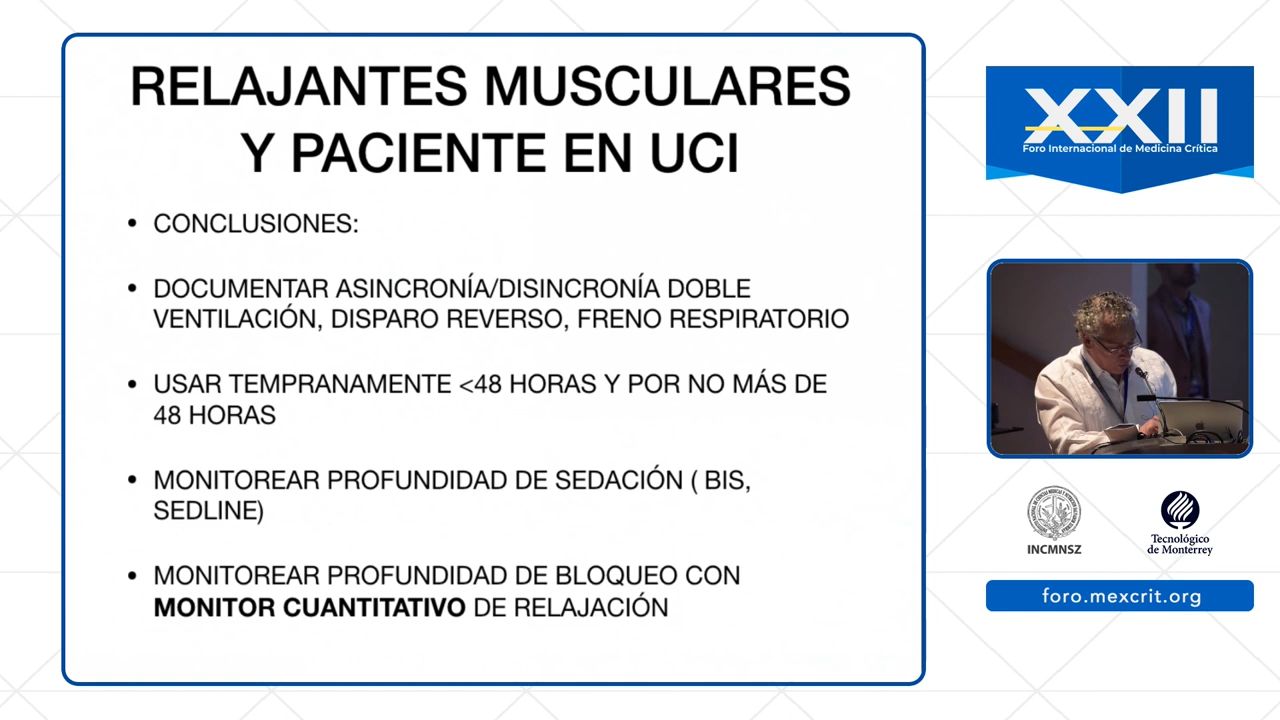 RELAJANTES MUSCULARES
Y PACIENTE EN UCI
• CONCLUSIONES:
• DOCUMENTAR ASINCRONÍA/DISINCRONÍA DOBLE
VENTILACIÓN, DISPARO REVERSO, FRENO RESPIRATORIO
• USAR TEMPRANAMENTE <48 HORAS Y POR NO MÁS DE
48 HORAS
• MONITOREAR PROFUNDIDAD DE SEDACIÓN ( BIS,
SEDLINE)
• MONITOREAR PROFUNDIDAD DE BLOQUEO CON
MONITOR CUANTITATIVO DE RELAJACIÓN
XXII
Foro Internacional de Medicina Crítica
INCMNSZ
Tecnológico
de Monterrey
foro.mexcrit.org